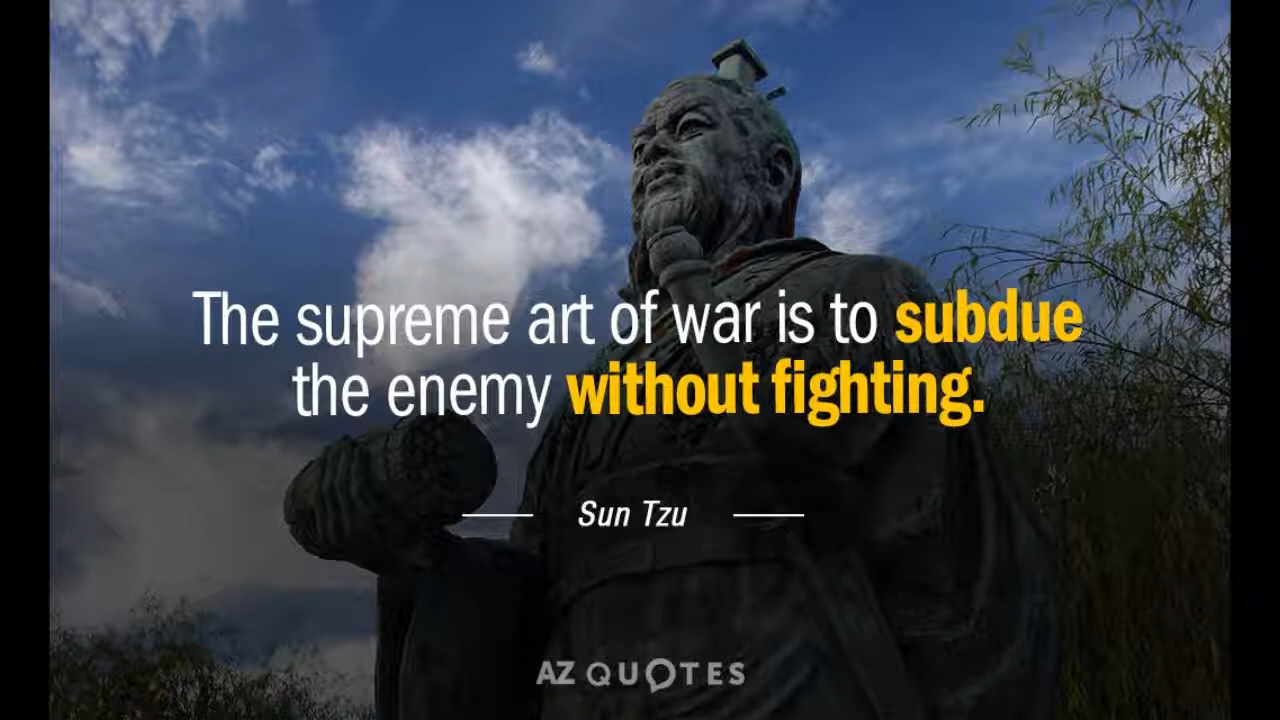 The supreme art of war is to subdue
the enemy without fighting.
Sun Tzu
AZ QUOTES